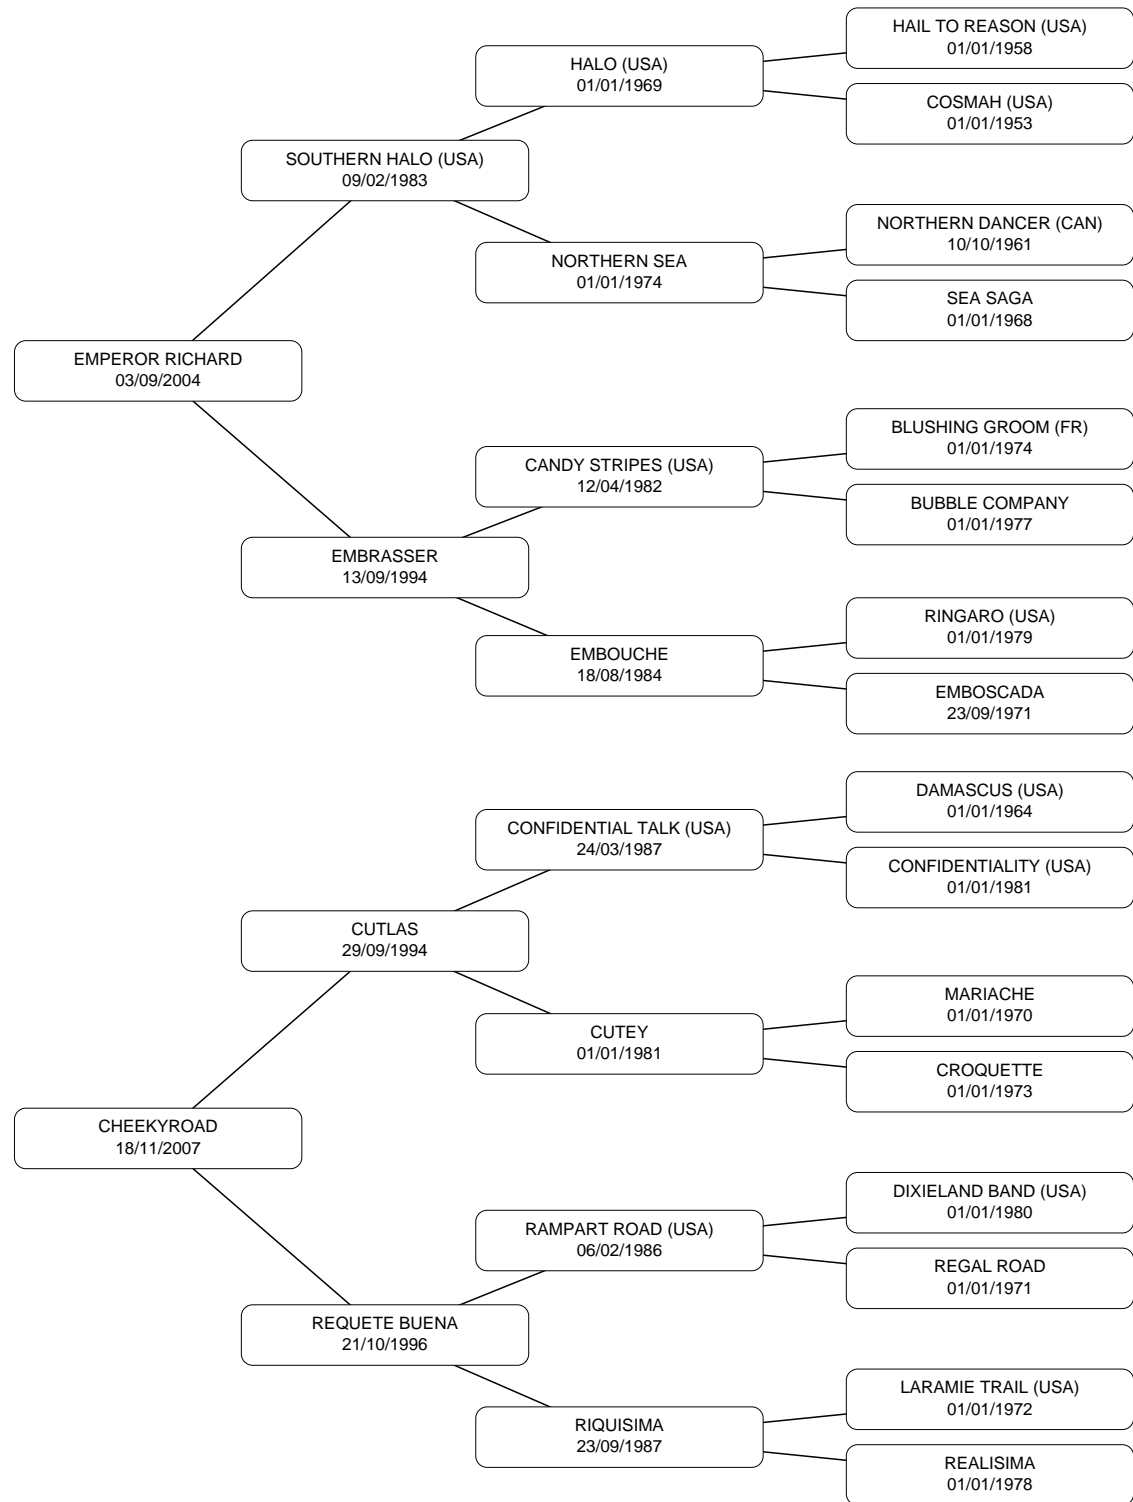 HAIL TO REASON (USA)
01/01/1958
HALO (USA)
01/01/1969
COSMAH (USA)
01/01/1953
SOUTHERN HALO (USA)
09/02/1983
NORTHERN DANCER (CAN)
10/10/1961
NORTHERN SEA
01/01/1974
SEA SAGA
01/01/1968
EMPEROR RICHARD
03/09/2004
BLUSHING GROOM (FR)
01/01/1974
CANDY STRIPES (USA)
12/04/1982
BUBBLE COMPANY
01/01/1977
EMBRASSER
13/09/1994
RINGARO (USA)
01/01/1979
EMBOUCHE
18/08/1984
EMBOSCADA
23/09/1971
DAMASCUS (USA)
01/01/1964
CONFIDENTIAL TALK (USA)
24/03/1987
CONFIDENTIALITY (USA)
01/01/1981
CUTLAS
29/09/1994
MARIACHE
01/01/1970
CUTEY
01/01/1981
CROQUETTE
01/01/1973
CHEEKYROAD
18/11/2007
DIXIELAND BAND (USA)
01/01/1980
RAMPART ROAD (USA)
06/02/1986
REGAL ROAD
01/01/1971
REQUETE BUENA
21/10/1996
LARAMIE TRAIL (USA)
01/01/1972
RIQUISIMA
23/09/1987
REALISIMA
01/01/1978